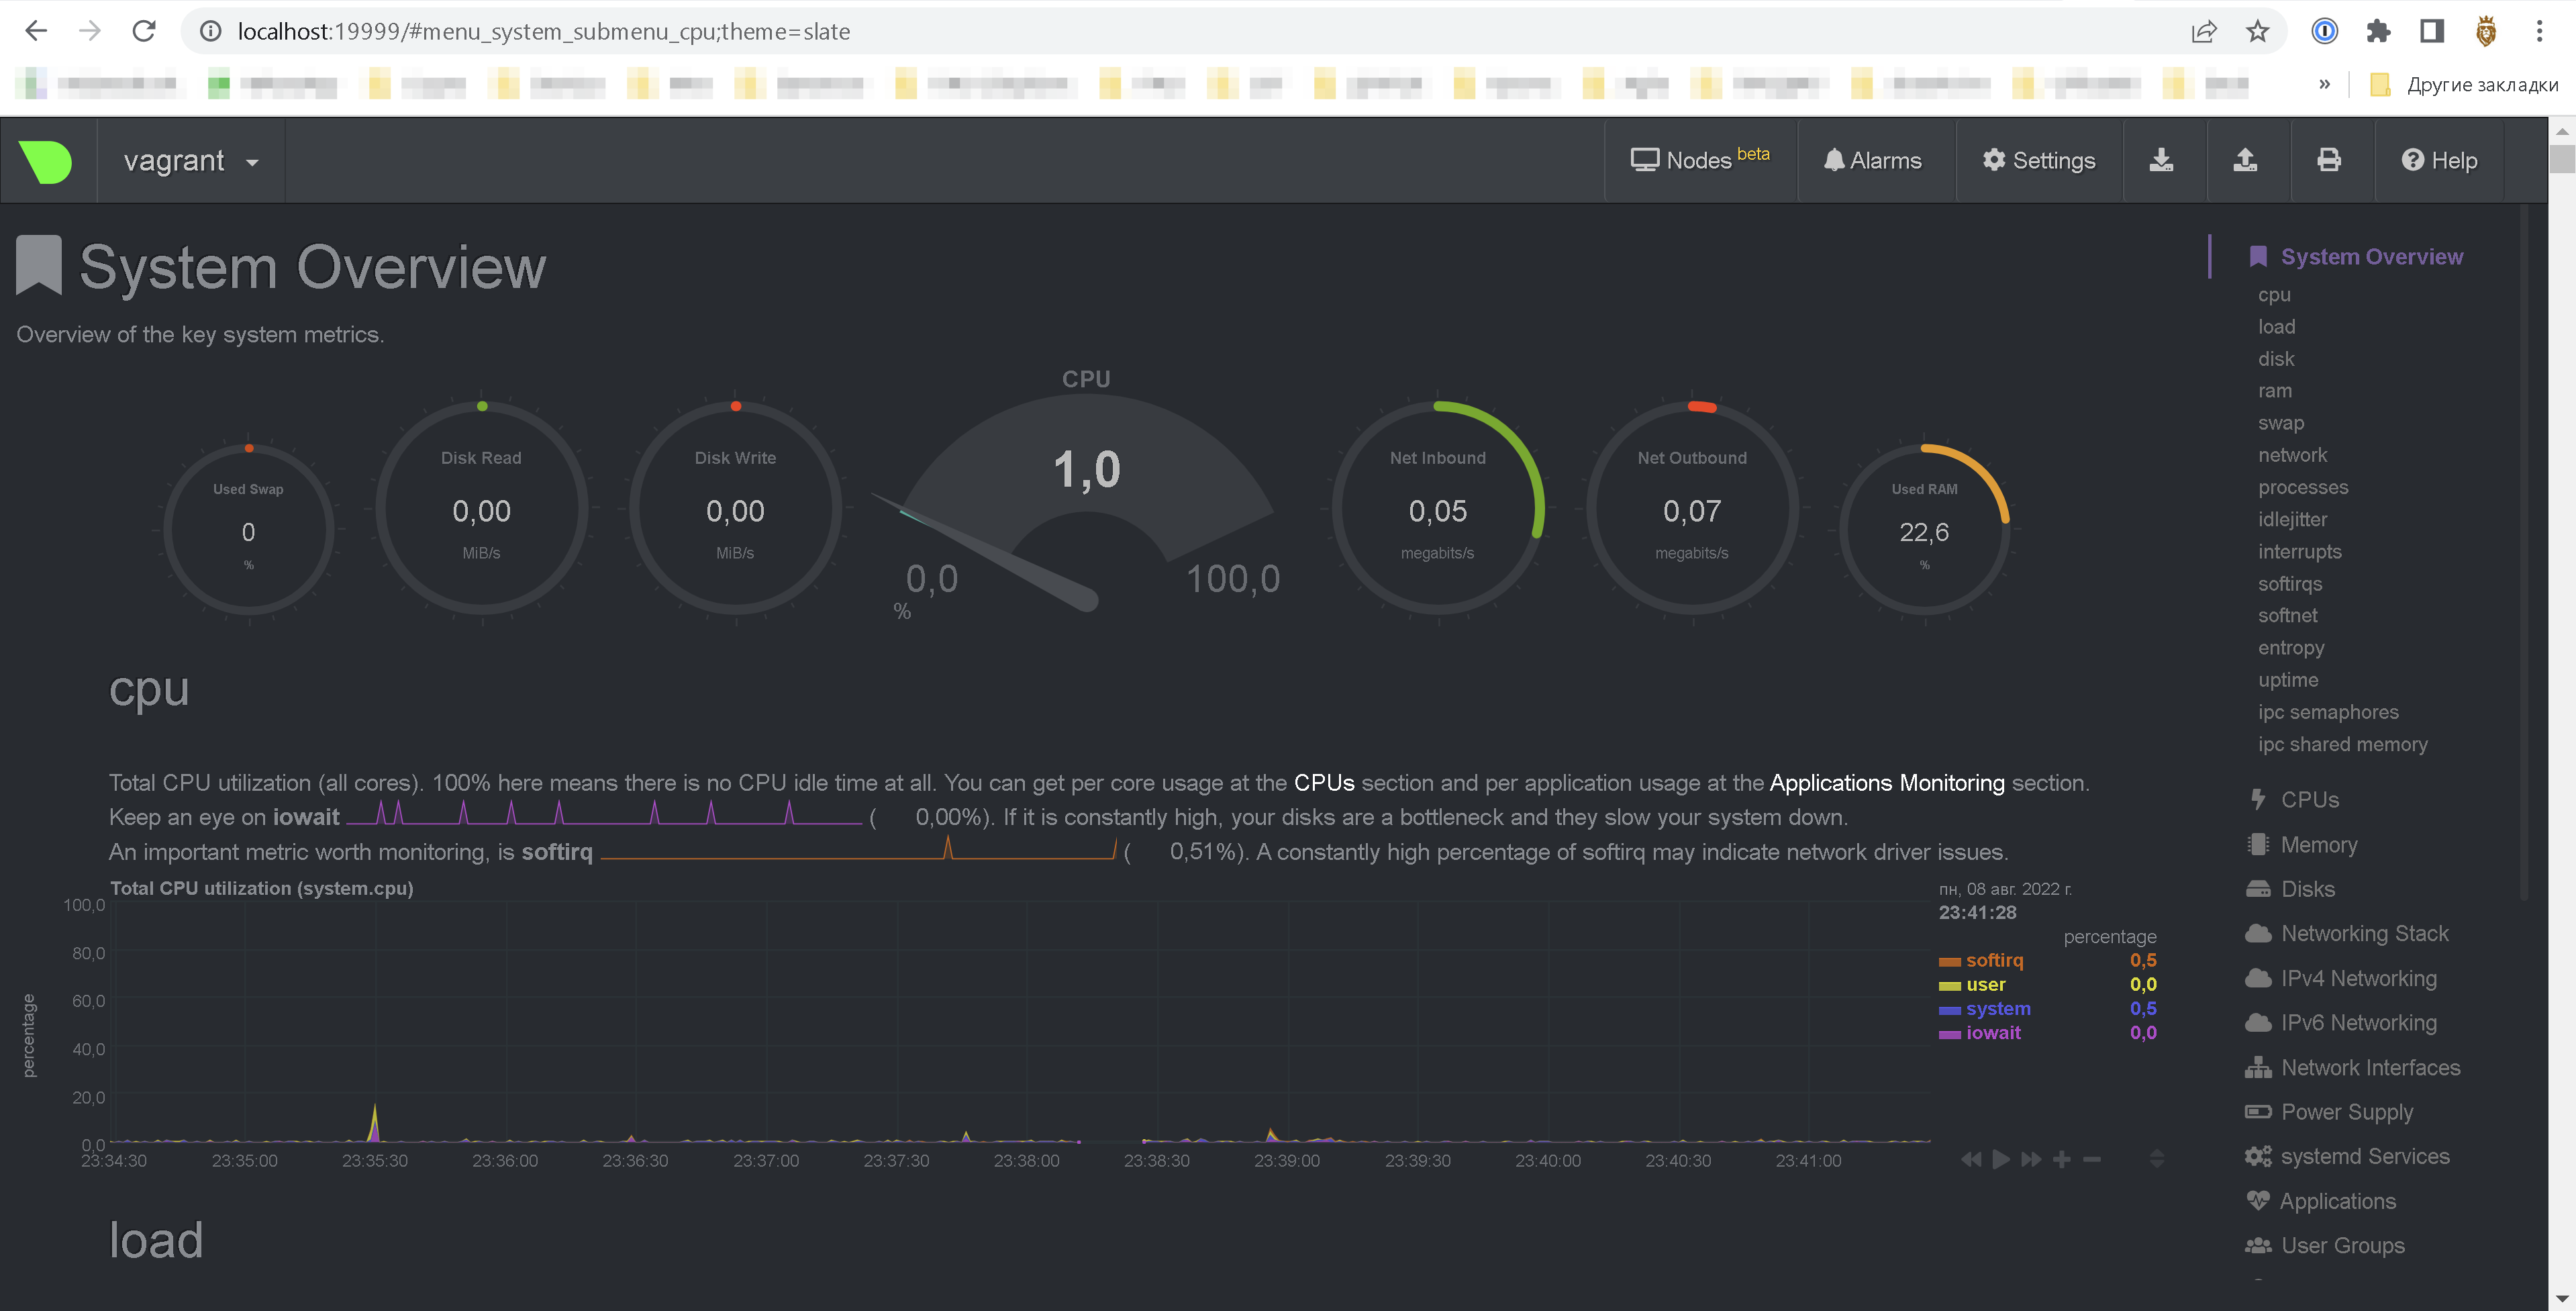 localhost:19999/#menu_system_submenu_cpu;theme=slate
» Другие закладки
vagrant Nodes beta Alarms Settings Help
System Overview
Overview of the key system metrics.
Used Swap
0
%
Disk Read
0,00
MiB/s
Disk Write
0,00
MiB/s
CPU
1,0
0,0 100,0
%
Net Inbound
0,05
megabits/s
Net Outbound
0,07
megabits/s
Used RAM
22,6
%
cpu
Total CPU utilization (all cores). 100% here means there is no CPU idle time at all. You can get per core usage at the CPUs section and per application usage at the Applications Monitoring section.
Keep an eye on iowait ( 0,00%). If it is constantly high, your disks are a bottleneck and they slow your system down.
An important metric worth monitoring, is softirq ( 0,51%). A constantly high percentage of softirq may indicate network driver issues.
Total CPU utilization (system.cpu)
percentage
100,0
80,0
60,0
40,0
20,0
0,0
23:34:30 23:35:00 23:35:30 23:36:00 23:36:30 23:37:00 23:37:30 23:38:00 23:38:30 23:39:00 23:39:30 23:40:00 23:40:30 23:41:00
пн, 08 авг. 2022 г.
23:41:28
percentage
softirq 0,5
user 0,0
system 0,5
iowait 0,0
load
System Overview
cpu
load
disk
ram
swap
network
processes
idlejitter
interrupts
softirqs
softnet
entropy
uptime
ipc semaphores
ipc shared memory
CPUs
Memory
Disks
Networking Stack
IPv4 Networking
IPv6 Networking
Network Interfaces
Power Supply
systemd Services
Applications
User Groups